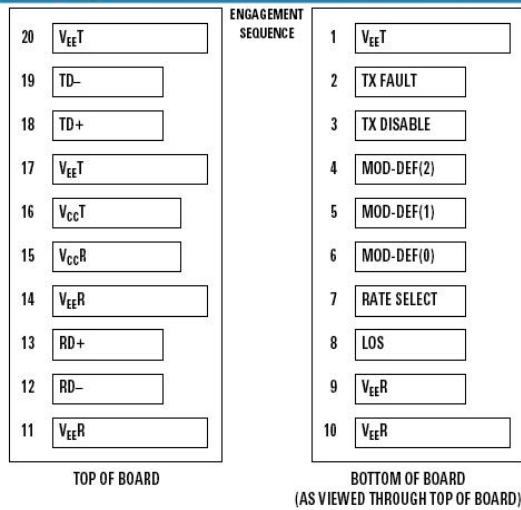 ENGAGEMENT
SEQUENCE
20 VEET
19 TD–
18 TD+
17 VEET
16 VCCT
15 VCCR
14 VEER
13 RD+
12 RD–
11 VEER
TOP OF BOARD
1 VEET
2 TX FAULT
3 TX DISABLE
4 MOD-DEF(2)
5 MOD-DEF(1)
6 MOD-DEF(0)
7 RATE SELECT
8 LOS
9 VEER
10 VEER
BOTTOM OF BOARD
(AS VIEWED THROUGH TOP OF BOARD)